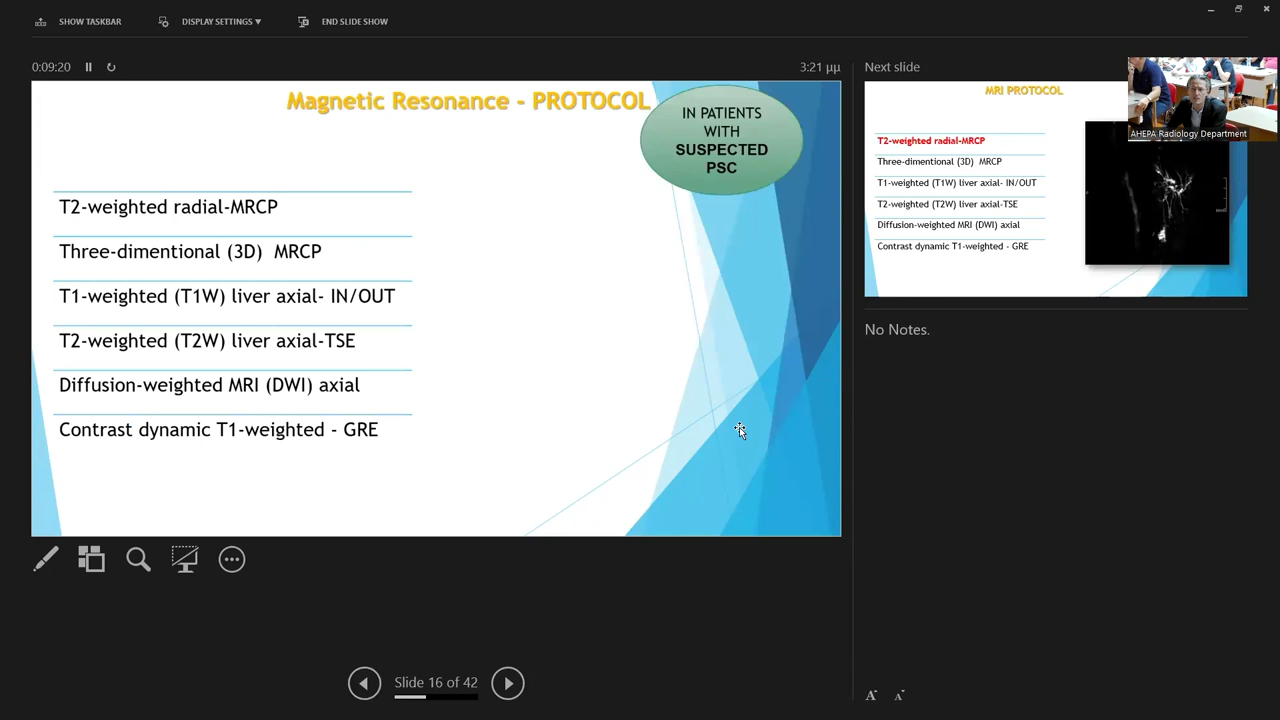 SHOW TASKBAR
DISPLAY SETTINGS ▼
END SLIDE SHOW
0:09:20
3:21 μμ
Magnetic Resonance - PROTOCOL
IN PATIENTS
WITH
SUSPECTED
PSC
T2-weighted radial-MRCP
Three-dimentional (3D) MRCP
T1-weighted (T1W) liver axial- IN/OUT
T2-weighted (T2W) liver axial-TSE
Diffusion-weighted MRI (DWI) axial
Contrast dynamic T1-weighted - GRE
Slide 16 of 42
Next slide
MRI PROTOCOL
T2-weighted radial-MRCP
Three-dimentional (3D) MRCP
T1-weighted (T1W) liver axial- IN/OUT
T2-weighted (T2W) liver axial-TSE
Diffusion-weighted MRI (DWI) axial
Contrast dynamic T1-weighted - GRE
AHEPA Radiology Department
No Notes.
A A